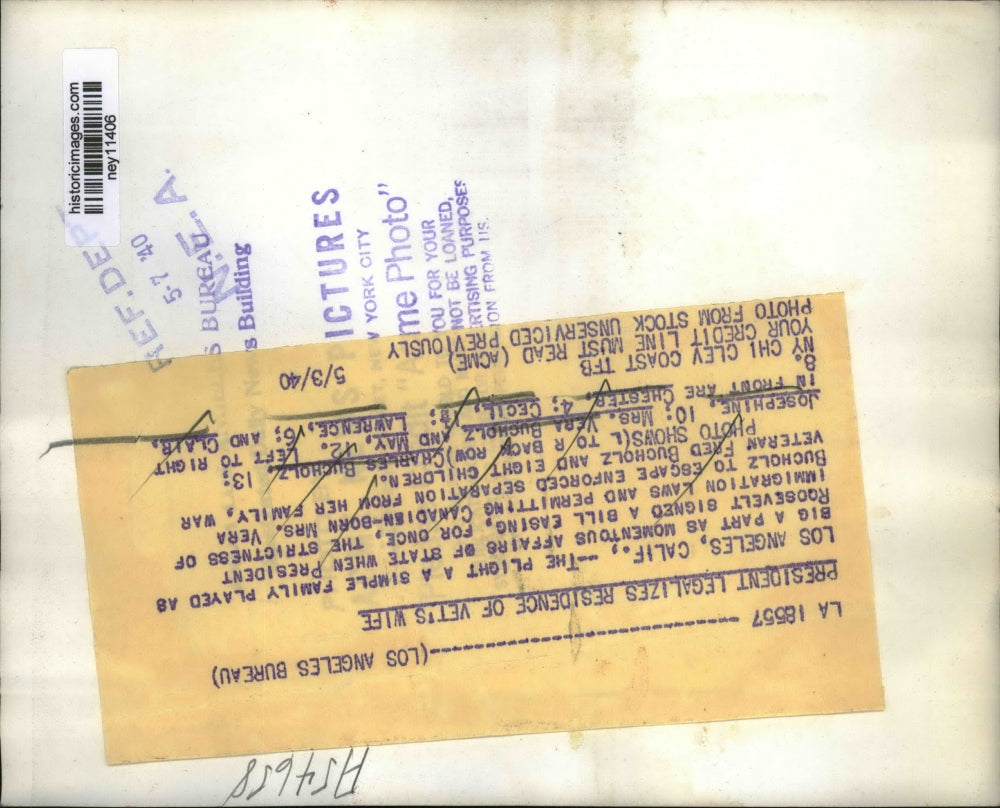 historicimages.com
ney11406
REF. DEP
5-7 '40
N.E.A.
S BUREAU
s Building
ICTURES
YORK CITY
me Photo"
OU FOR YOUR
NOT BE LOANED,
RTISING PURPOSES
ION FROM US.
LA 18557 ----------------------(LOS ANGELES BUREAU)
PRESIDENT LEGALIZES RESIDENCE OF VET'S WIFE
LOS ANGELES, CALIF., --THE PLIGHT A SIMPLE FAMILY PLAYED AS
BIG A PART AS MOMENTOUS AFFAIRS OF STATE WHEN PRESIDENT
ROOSEVELT SIGNED A BILL EASING, FOR ONCE, THE STRICTNESS OF
IMMIGRATION LAWS AND PERMITTING CANADIAN-BORN MRS. VERA
BUCHOLZ TO ESCAPE ENFORCED SEPARATION FROM HER FAMILY, WAR
VETERAN FRED BUCHOLZ AND EIGHT CHILDREN.
PHOTO SHOWS(L TO R BACK ROW)CHARLES BUCHOLZ, 13;
JOSEPHINE, 10; MRS. VERA BUCHOLZ AND MAY, 12. LEFT TO RIGHT
IN FRONT ARE CHESTER, 4; CECIL, LAWRENCE, 6, AND CLAIR,
8.
NY CHI CLEV COAST TFB
YOUR CREDIT LINE MUST READ (ACME) 5/3/40
PHOTO FROM STOCK UNSERVICED PREVIOUSLY